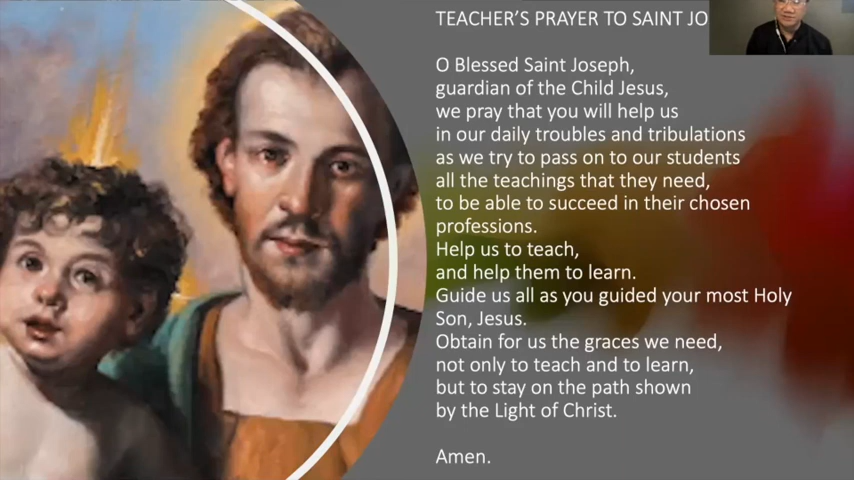 TEACHER'S PRAYER TO SAINT JO
O Blessed Saint Joseph,
guardian of the Child Jesus,
we pray that you will help us
in our daily troubles and tribulations
as we try to pass on to our students
all the teachings that they need,
to be able to succeed in their chosen
professions.
Help us to teach,
and help them to learn.
Guide us all as you guided your most Holy
Son, Jesus.
Obtain for us the graces we need,
not only to teach and to learn,
but to stay on the path shown
by the Light of Christ.
Amen.